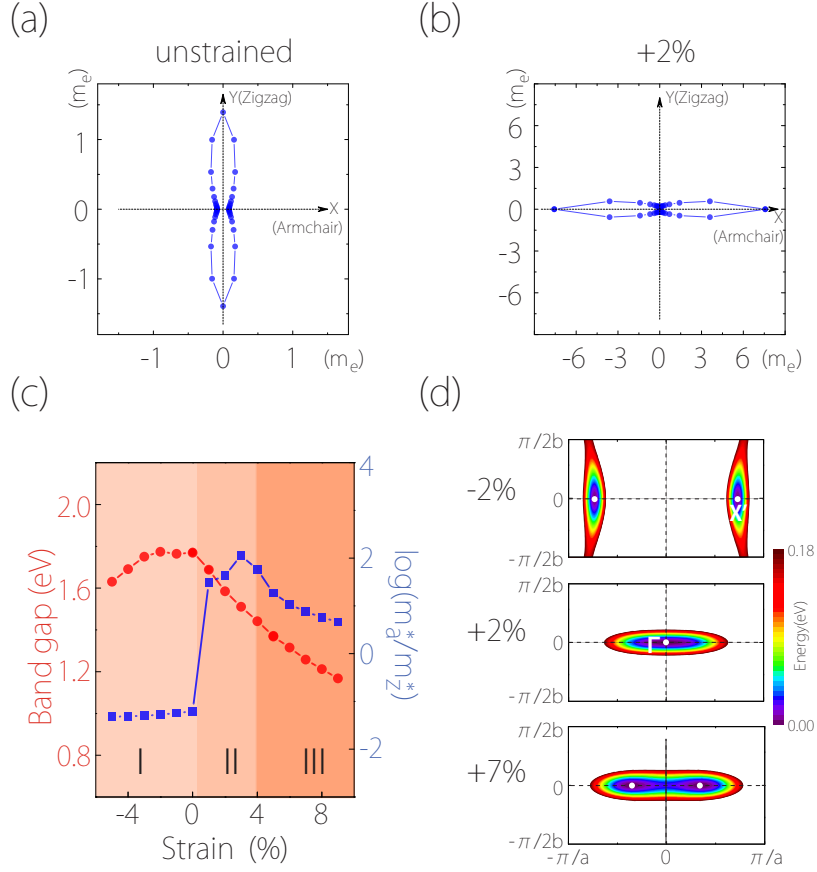 (a)
unstrained
(m_e)
Y(Zigzag)
1
0
-1
X
(Armchair)
-1 0 1 (m_e)
(b)
+2%
(m_e)
Y(Zigzag)
6
3
0
-3
-6
X
(Armchair)
-6 -3 0 3 6 (m_e)
(c)
Band gap (eV)
2.0
1.6
1.2
0.8
4
2
0
-2
log(m*_a/m*_z)
I II III
-4 0 4 8
Strain (%)
(d)
-2%
π/2b
0
-π/2b
X
+2%
π/2b
0
-π/2b
Γ
+7%
π/2b
0
-π/2b
-π/a 0 π/a
0.18
Energy(eV)
0.00